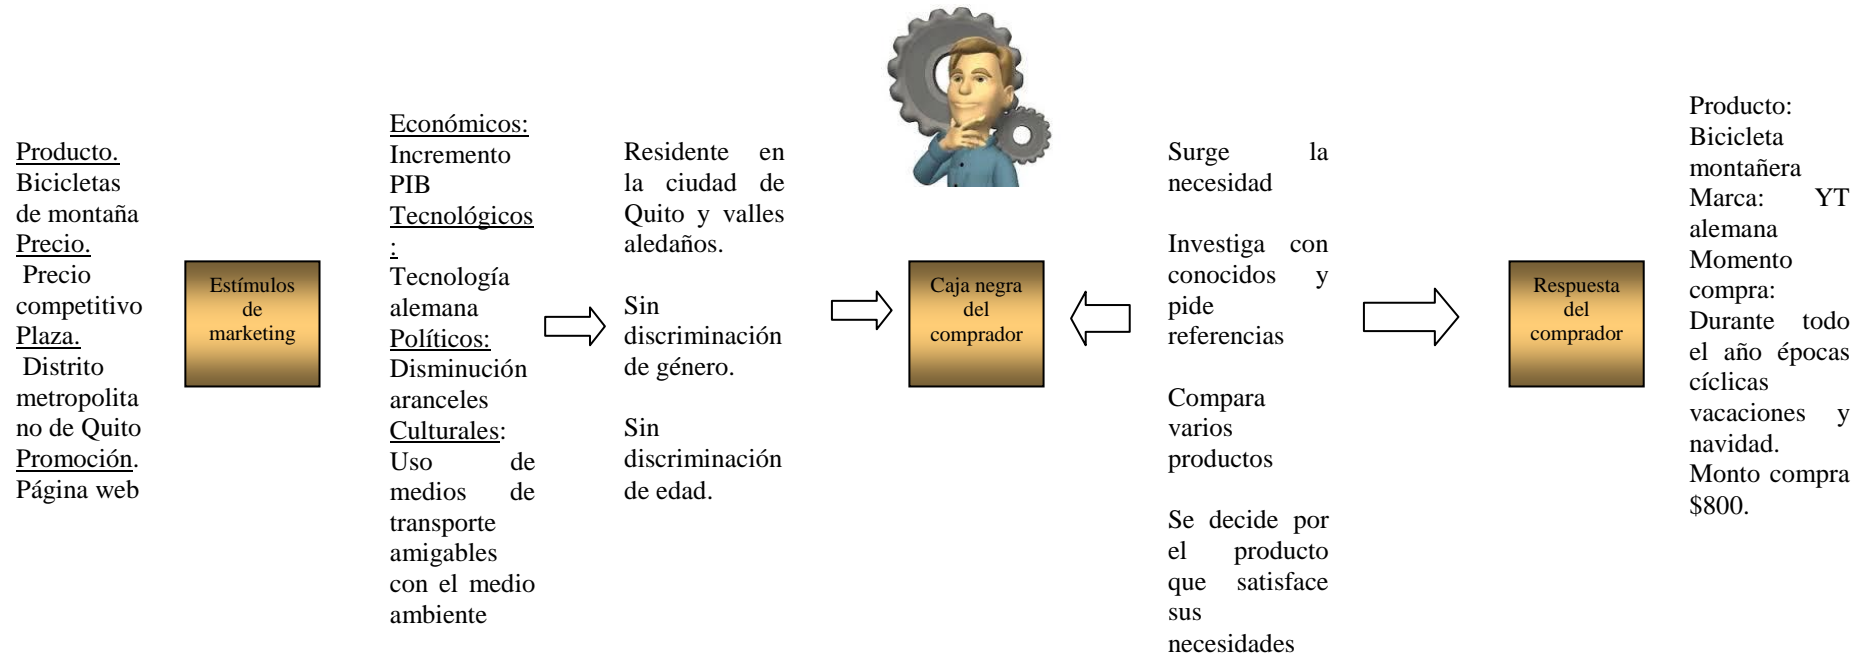 Producto.
Bicicletas
de montaña
Precio.
Precio
competitivo
Plaza.
Distrito
metropolita
no de Quito
Promoción.
Página web
Estímulos
de
marketing
Económicos:
Incremento
PIB
Tecnológicos
:
Tecnología
alemana
Políticos:
Disminución
aranceles
Culturales:
Uso de
medios de
transporte
amigables
con el medio
ambiente
Residente en
la ciudad de
Quito y valles
aledaños.
Sin
discriminación
de género.
Sin
discriminación
de edad.
Caja negra
del
comprador
Surge la
necesidad
Investiga con
conocidos y
pide
referencias
Compara
varios
productos
Se decide por
el producto
que satisface
sus
necesidades
Respuesta
del
comprador
Producto:
Bicicleta
montañera
Marca: YT
alemana
Momento
compra:
Durante todo
el año épocas
cíclicas
vacaciones y
navidad.
Monto compra
$800.